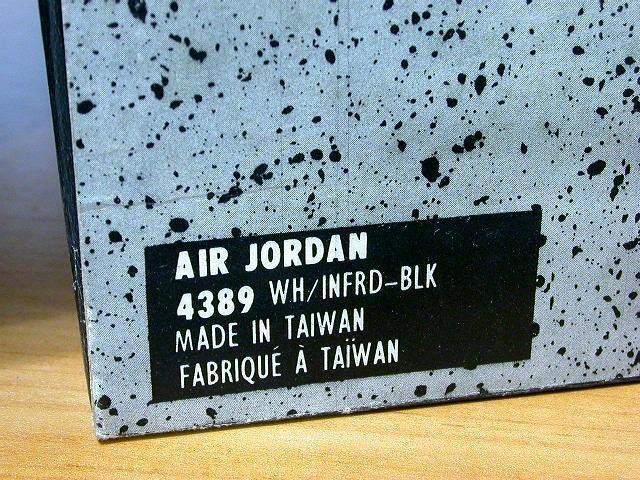 AIR JORDAN
4389 WH/INFRD-BLK
MADE IN TAIWAN
FABRIQUÉ À TAÏWAN